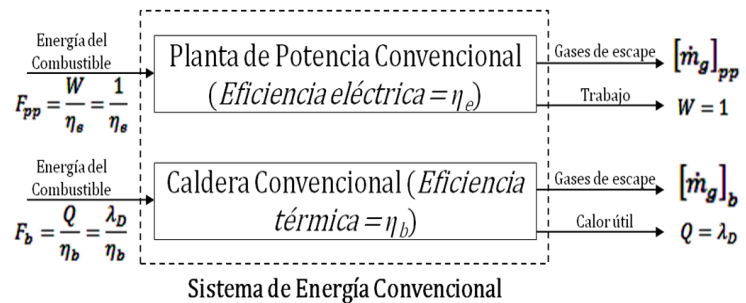 Energía del
Combustible
F_pp = W/η_e = 1/η_e
Planta de Potencia Convencional
(Eficiencia eléctrica = η_e)
Gases de escape
[ṁ_g]_pp
Trabajo
W = 1
Energía del
Combustible
F_b = Q/η_b = λ_D/η_b
Caldera Convencional (Eficiencia
térmica = η_b)
Gases de escape
[ṁ_g]_b
Calor útil
Q = λ_D
Sistema de Energía Convencional